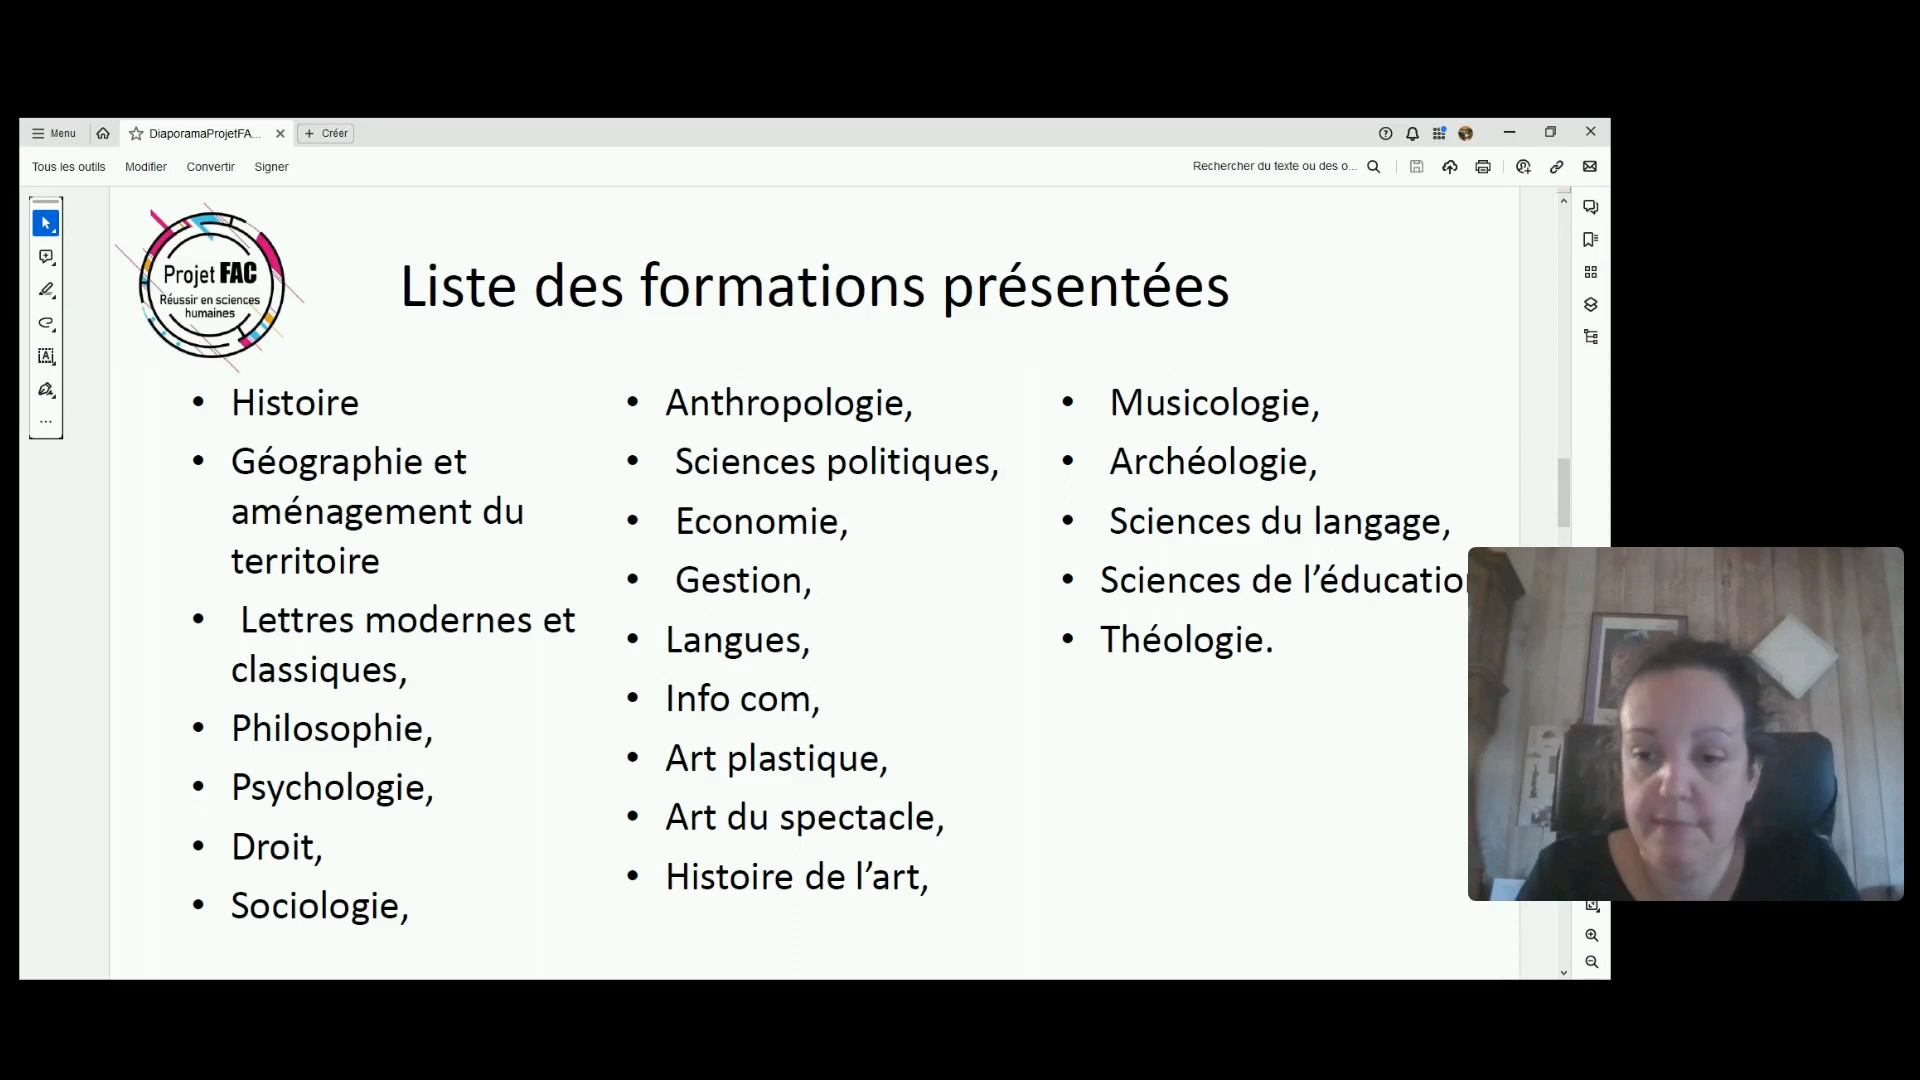 Menu
DiaporamaProjetFA...
Créer
Tous les outils
Modifier
Convertir
Signer
Rechercher du texte ou des o...
Projet FAC
Réussir en sciences
humaines
Liste des formations présentées
• Histoire
• Géographie et
aménagement du
territoire
• Lettres modernes et
classiques,
• Philosophie,
• Psychologie,
• Droit,
• Sociologie,
• Anthropologie,
• Sciences politiques,
• Economie,
• Gestion,
• Langues,
• Info com,
• Art plastique,
• Art du spectacle,
• Histoire de l’art,
• Musicologie,
• Archéologie,
• Sciences du langage,
• Sciences de l’éducation
• Théologie.